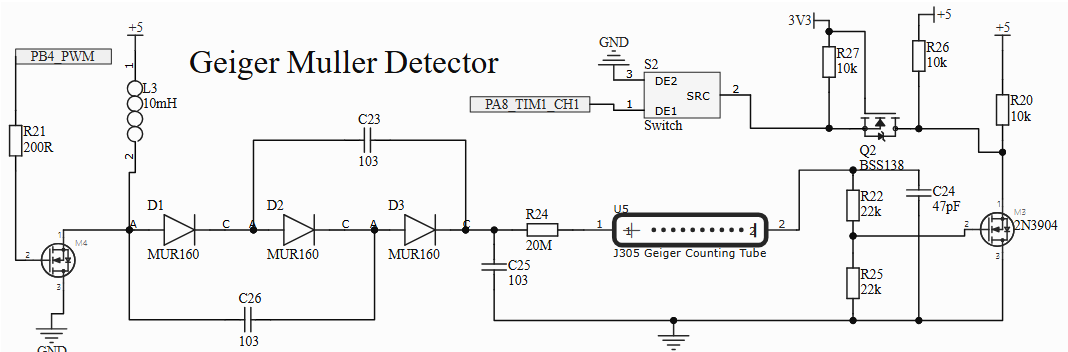 +5
3V3
+5
+5
PB4_PWM
Geiger Muller Detector
GND
S2
R27
10k
R26
10k
1
L3
10mH
3
DE2
SRC
2
PA8_TIM1_CH1
1
DE1
Switch
R20
10k
R21
200R
C23
103
2
Q2
BSS138
D1
D2
D3
A
C
A
C
A
C
MUR160
MUR160
MUR160
R24
20M
1
U5
1
2
2
J305 Geiger Counting Tube
R22
22k
C24
47pF
1
M3
2N3904
2
3
1
M4
2
3
C25
103
R25
22k
C26
103
GND